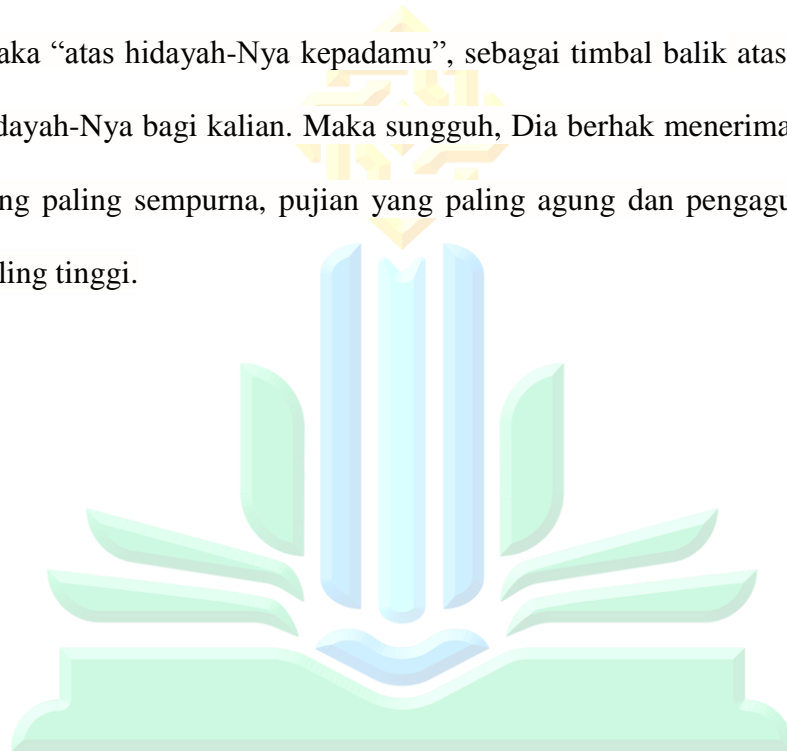 aka “atas hidayah-Nya kepadamu”, sebagai timbal balik atas
dayah-Nya bagi kalian. Maka sungguh, Dia berhak menerima
ng paling sempurna, pujian yang paling agung dan pengagu
ling tinggi.